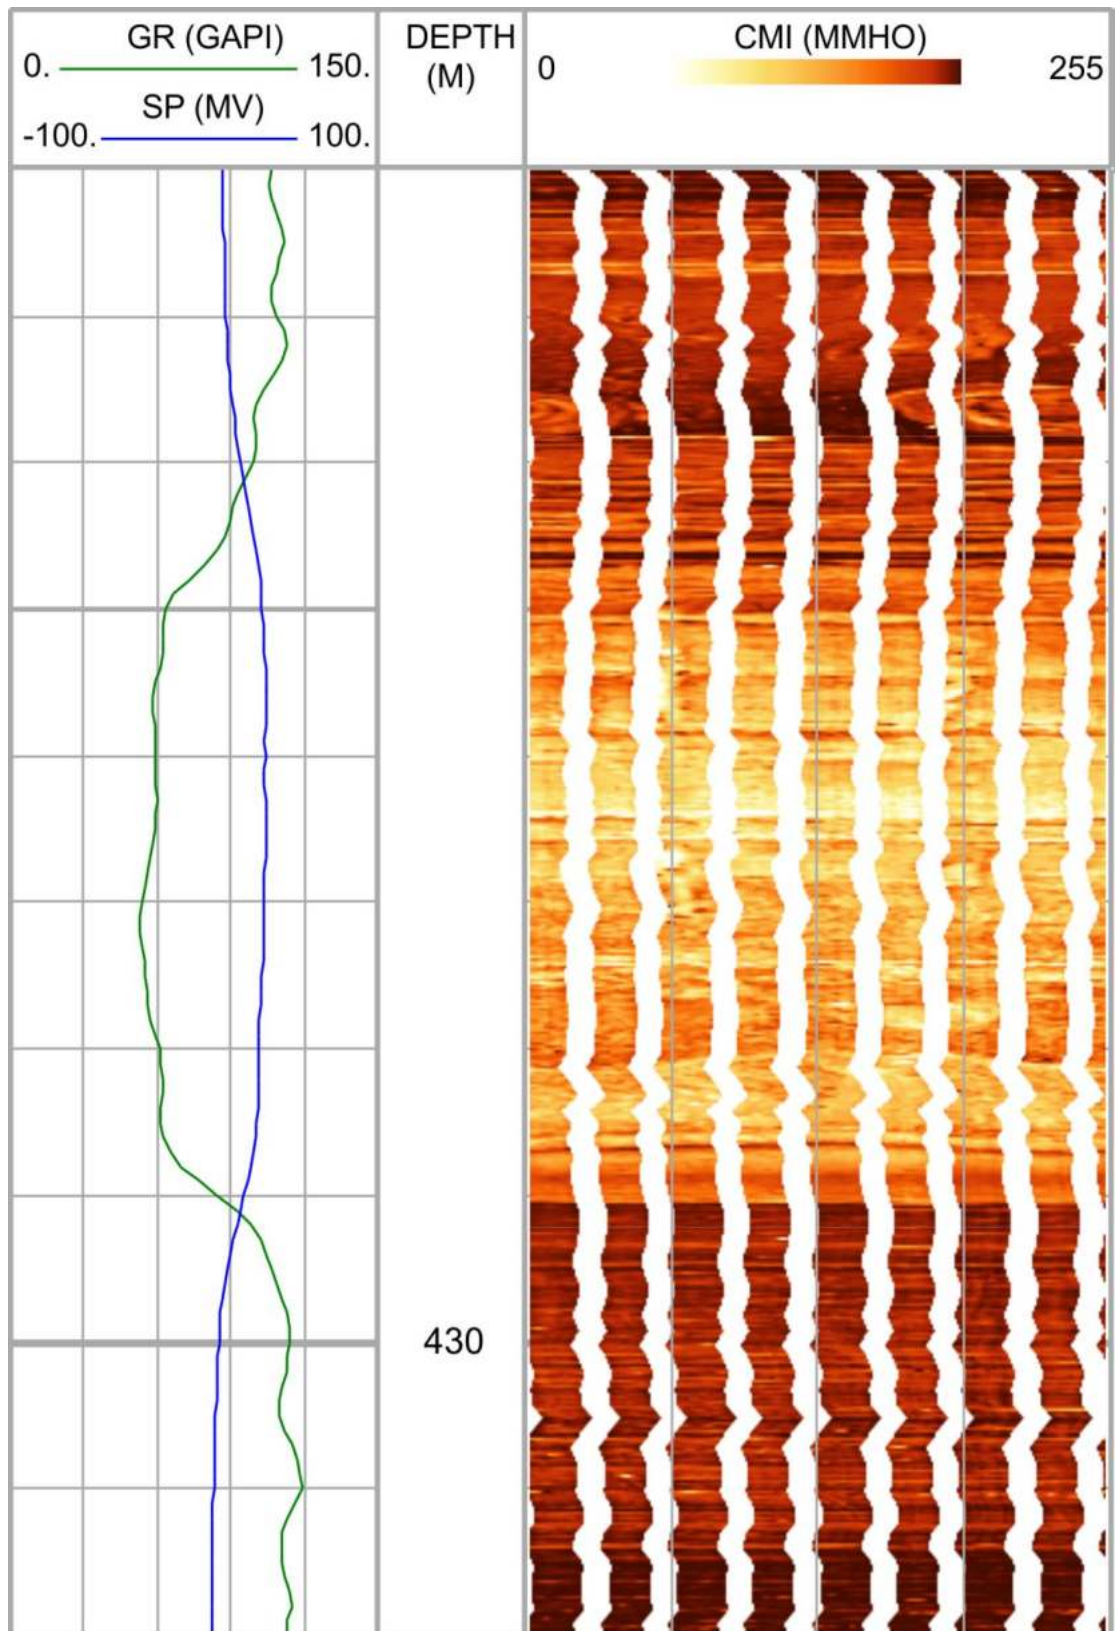 GR (GAPI)
0. 150.
SP (MV)
-100. 100.
DEPTH
(M)
CMI (MMHO)
0 255
430